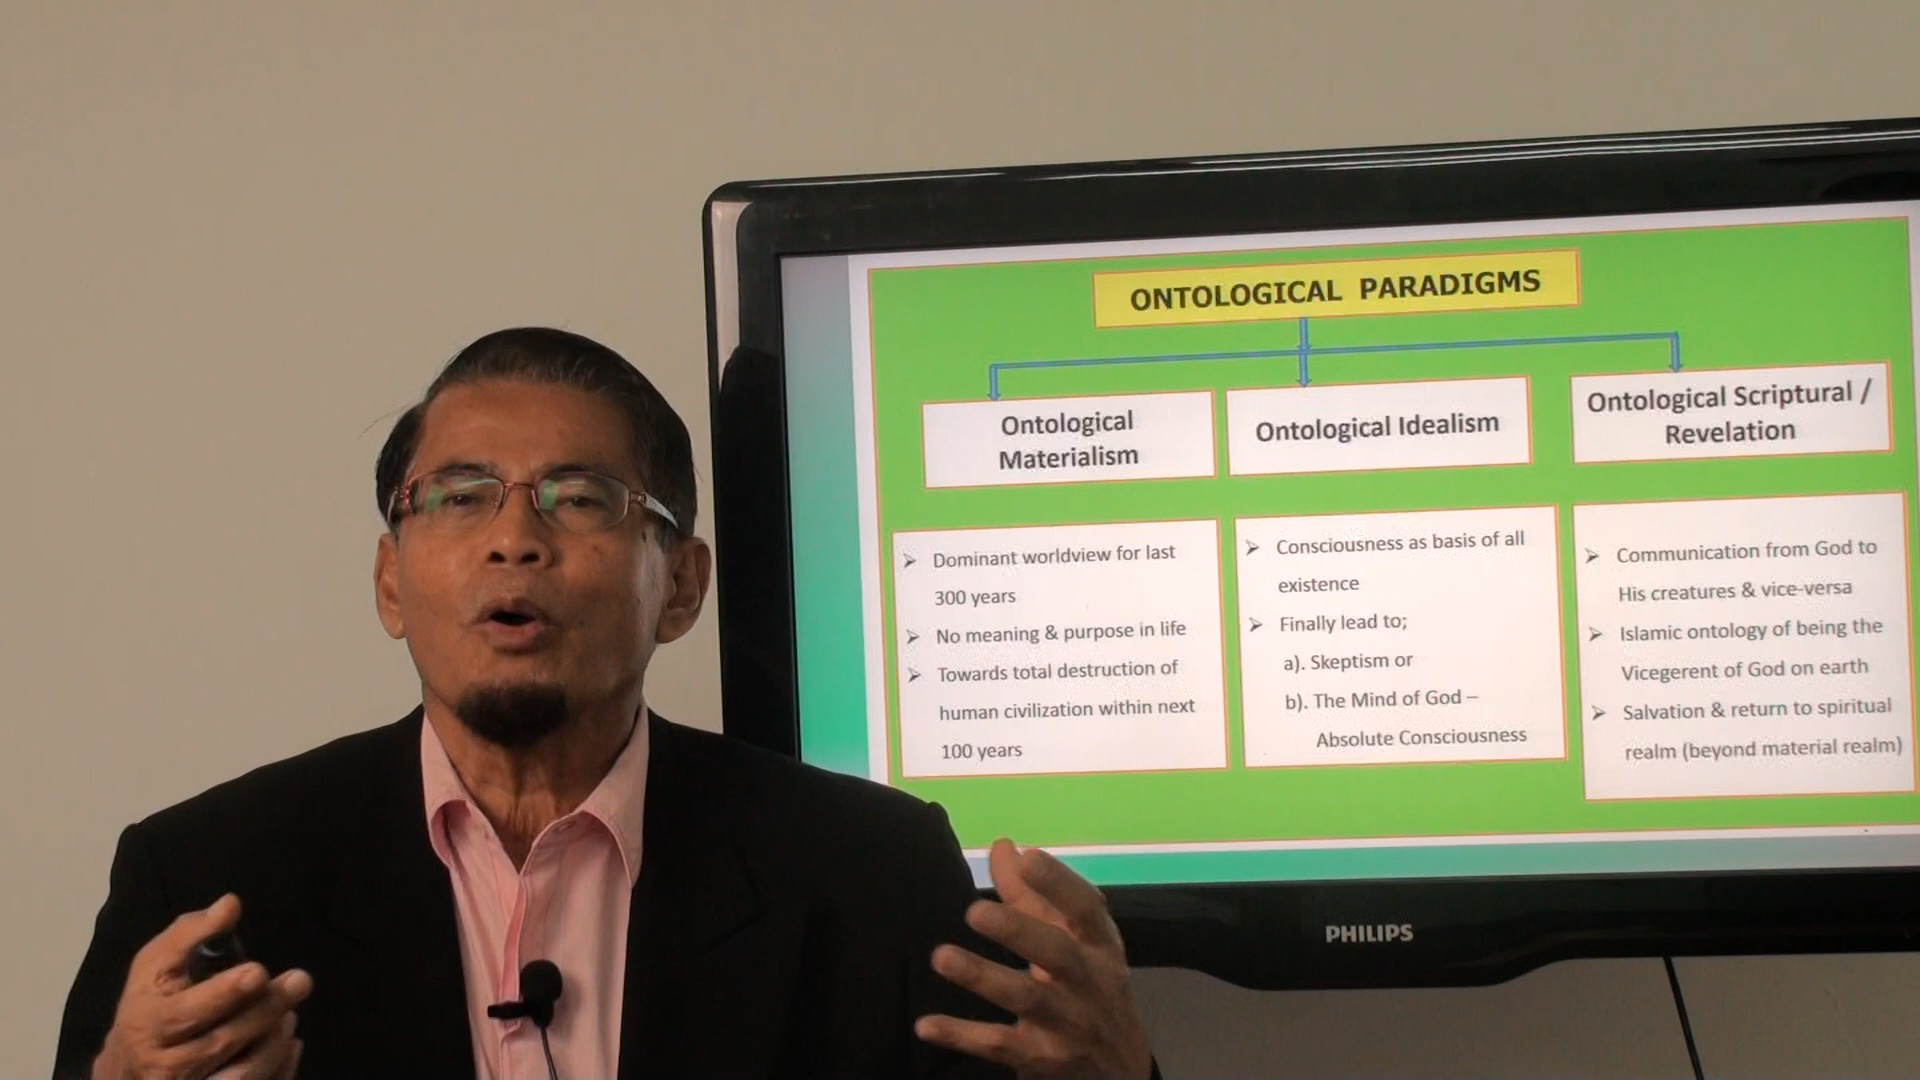 ONTOLOGICAL PARADIGMS
Ontological
Materialism
Ontological Idealism
Ontological Scriptural /
Revelation
➢ Dominant worldview for last
300 years
➢ No meaning & purpose in life
➢ Towards total destruction of
human civilization within next
100 years
➢ Consciousness as basis of all
existence
➢ Finally lead to;
a). Skeptism or
b). The Mind of God –
Absolute Consciousness
➢ Communication from God to
His creatures & vice-versa
➢ Islamic ontology of being the
Vicegerent of God on earth
➢ Salvation & return to spiritual
realm (beyond material realm)
PHILIPS